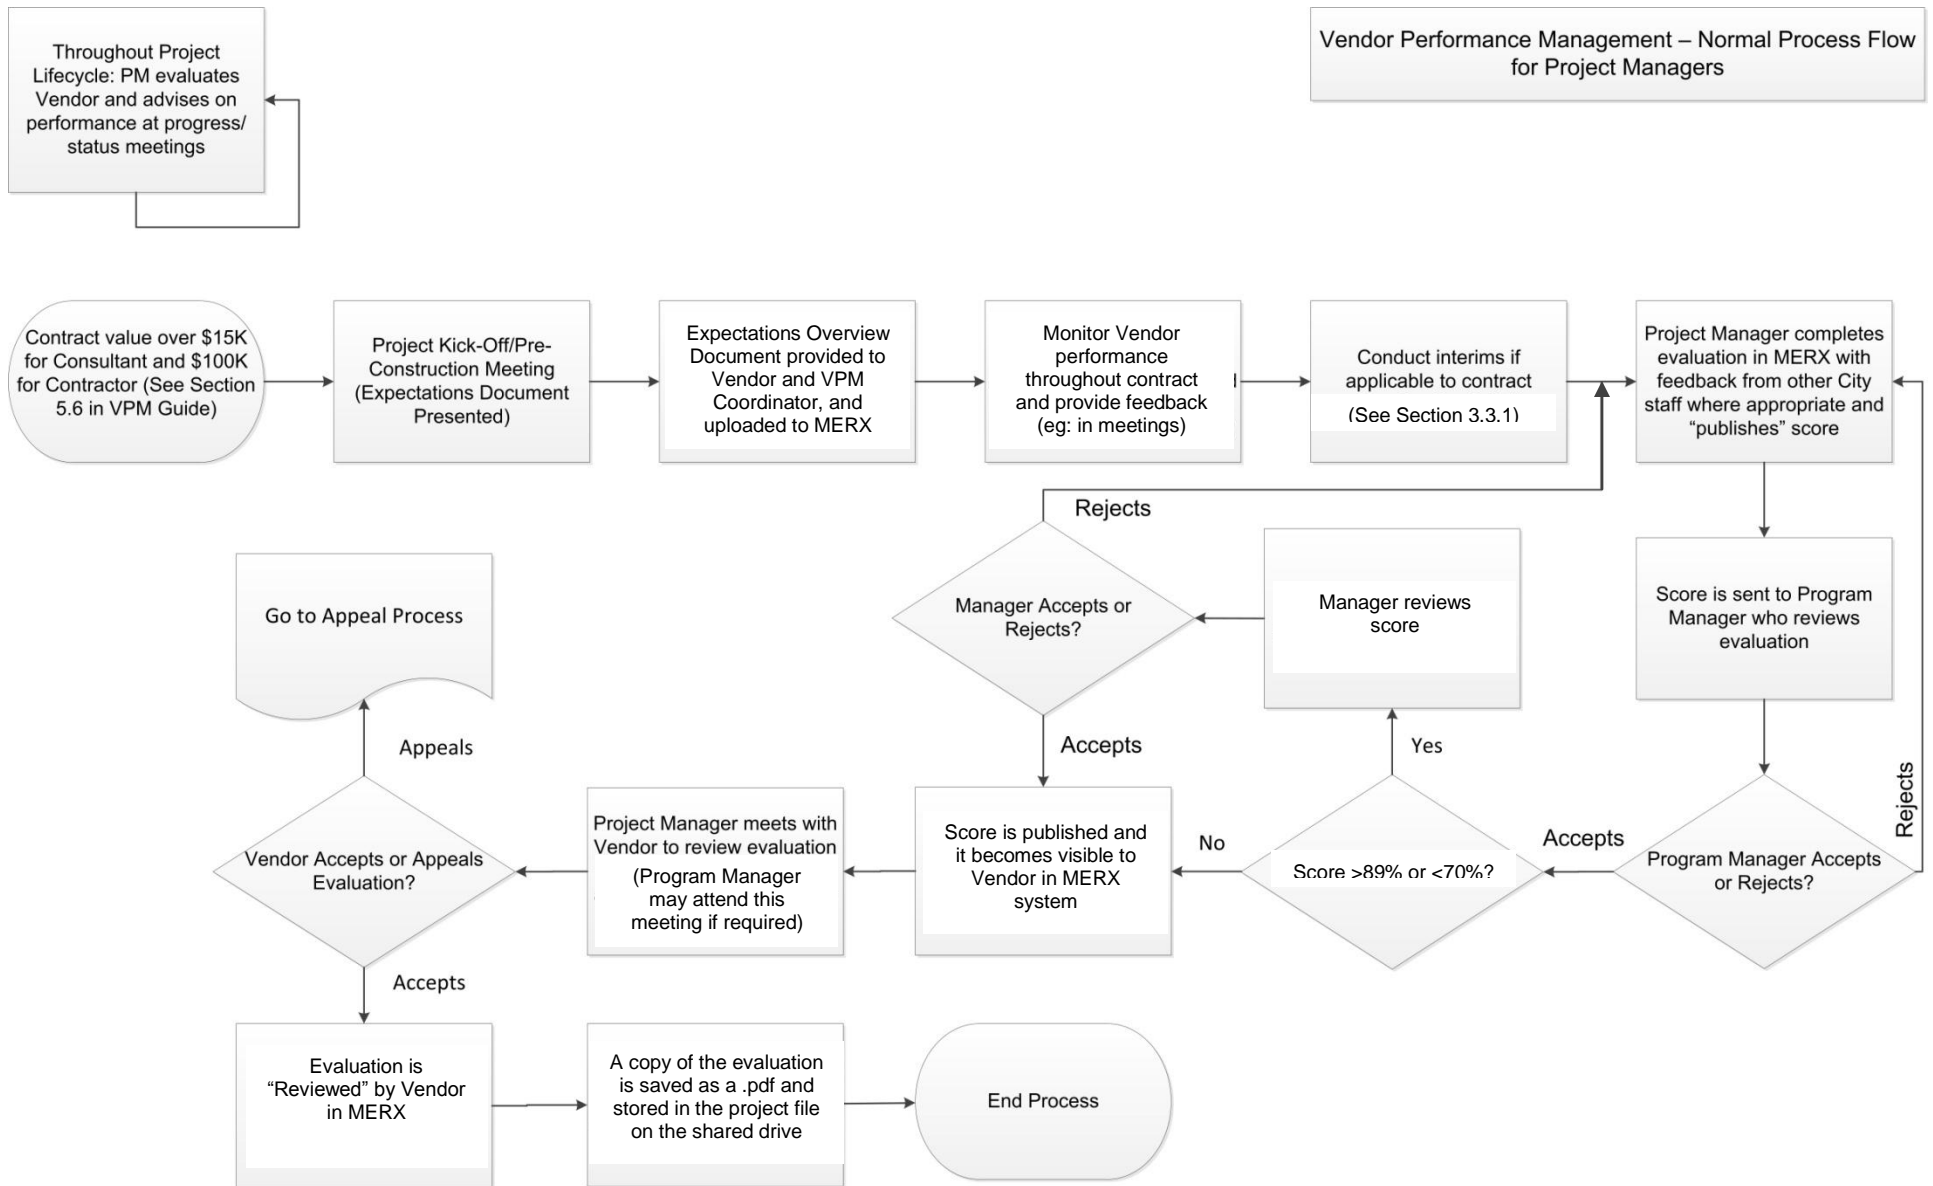 Throughout Project
Lifecycle: PM evaluates
Vendor and advises on
performance at progress/
status meetings
Vendor Performance Management – Normal Process Flow
for Project Managers
Contract value over $15K
for Consultant and $100K
for Contractor (See Section
5.6 in VPM Guide)
Project Kick-Off/Pre-
Construction Meeting
(Expectations Document
Presented)
Expectations Overview
Document provided to
Vendor and VPM
Coordinator, and
uploaded to MERX
Monitor Vendor
performance
throughout contract
and provide feedback
(eg: in meetings)
Conduct interims if
applicable to contract
(See Section 3.3.1)
Project Manager completes
evaluation in MERX with
feedback from other City
staff where appropriate and
“publishes” score
Rejects
Go to Appeal Process
Manager Accepts or
Rejects?
Manager reviews
score
Score is sent to Program
Manager who reviews
evaluation
Appeals
Accepts
Yes
Rejects
Vendor Accepts or Appeals
Evaluation?
Project Manager meets with
Vendor to review evaluation
(Program Manager
may attend this
meeting if required)
Score is published and
it becomes visible to
Vendor in MERX
system
No
Score >89% or <70%?
Accepts
Program Manager Accepts
or Rejects?
Accepts
Evaluation is
“Reviewed” by Vendor
in MERX
A copy of the evaluation
is saved as a .pdf and
stored in the project file
on the shared drive
End Process